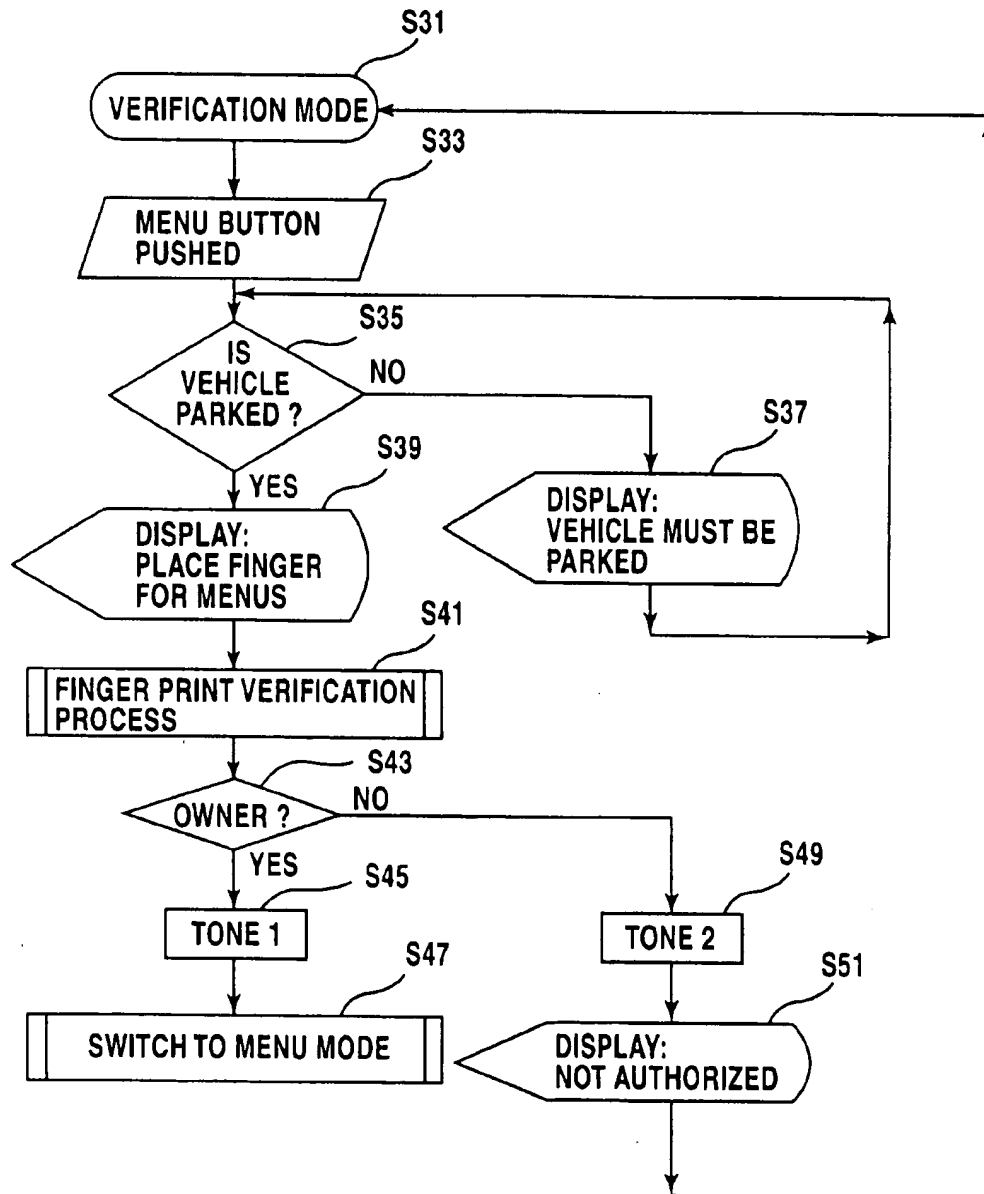 S31
VERIFICATION MODE
S33
MENU BUTTON
PUSHED
S35
IS
VEHICLE
PARKED ?
NO
S37
DISPLAY:
VEHICLE MUST BE
PARKED
YES
S39
DISPLAY:
PLACE FINGER
FOR MENUS
S41
FINGER PRINT VERIFICATION
PROCESS
S43
OWNER ?
NO
YES
S45
TONE 1
S49
TONE 2
S47
SWITCH TO MENU MODE
S51
DISPLAY:
NOT AUTHORIZED